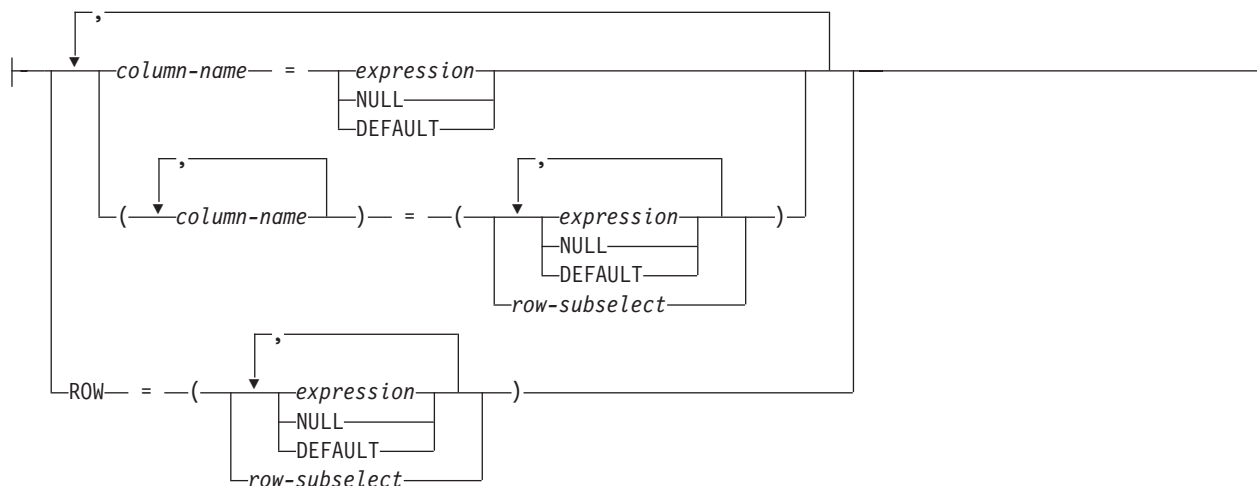 ,
column-name = expression
NULL
DEFAULT
, ,
( column-name ) = ( expression )
NULL
DEFAULT
row-subselect
,
ROW = ( expression )
NULL
DEFAULT
row-subselect